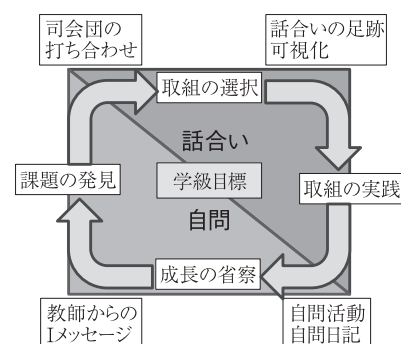 司会団の
打ち合わせ
話合いの足跡
可視化
取組の選択
話合い
課題の発見
学級目標
取組の実践
自問
成長の省察
教師からの
Iメッセージ
自問活動
自問日記